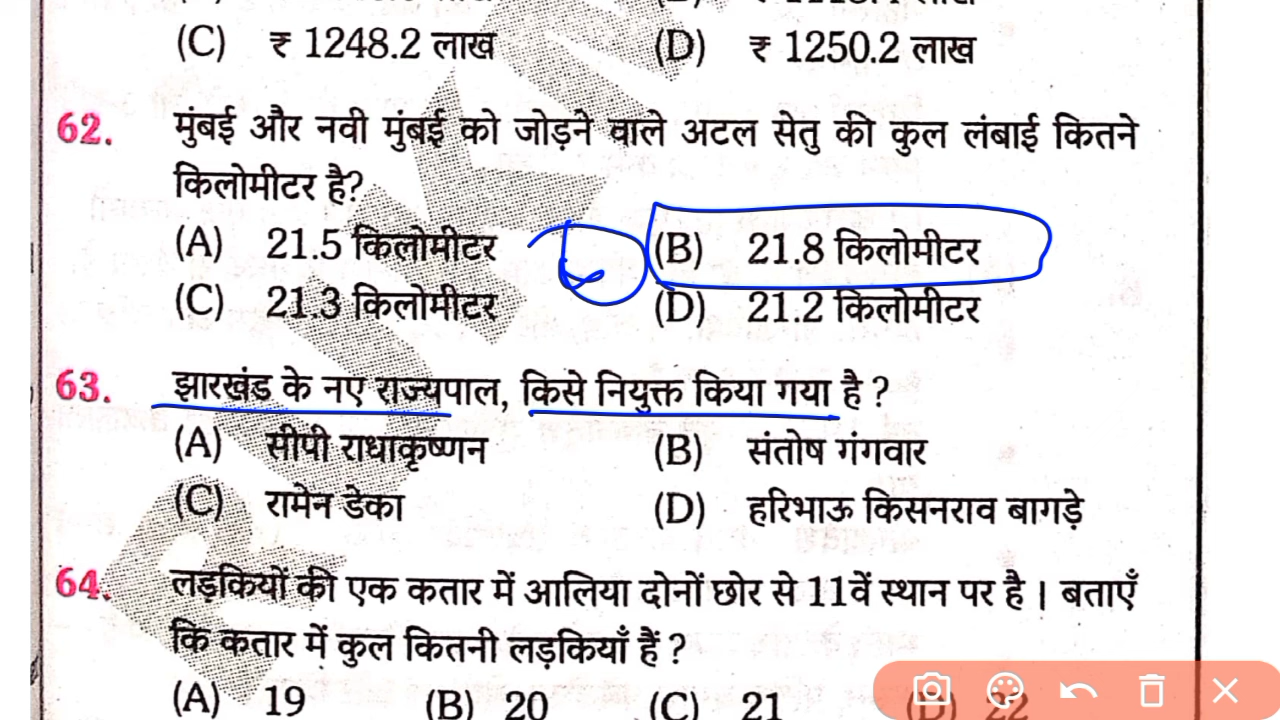 (C) ₹ 1248.2 लाख (D) ₹ 1250.2 लाख
62. मुंबई और नवी मुंबई को जोड़ने वाले अटल सेतु की कुल लंबाई कितने
किलोमीटर है?
(A) 21.5 किलोमीटर (B) 21.8 किलोमीटर
(C) 21.3 किलोमीटर (D) 21.2 किलोमीटर
63. झारखंड के नए राज्यपाल, किसे नियुक्त किया गया है ?
(A) सीपी राधाकृष्णन (B) संतोष गंगवार
(C) रामेन डेका (D) हरिभाऊ किसनराव बागड़े
64. लड़कियों की एक कतार में आलिया दोनों छोर से 11वें स्थान पर है। बताएँ
कि कतार में कुल कितनी लड़कियाँ हैं ?
(A) 19 (B) 20 (C) 21 (D) 22